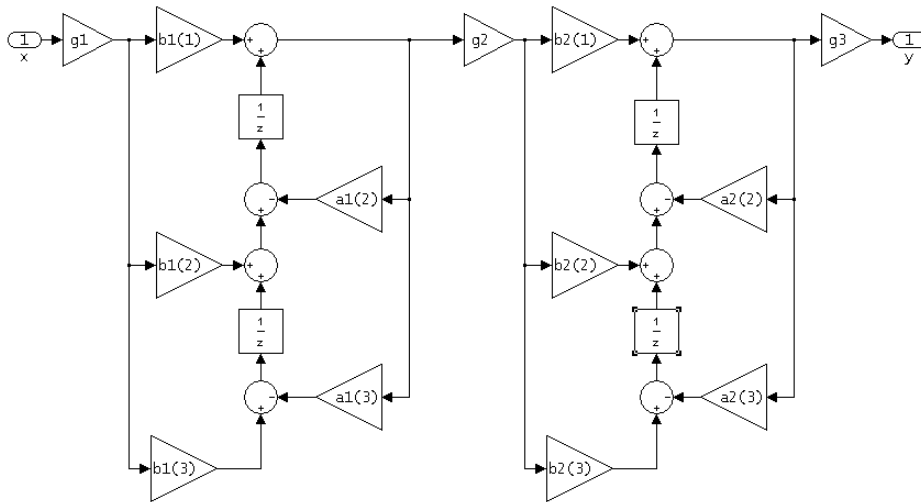 1
x
g1
b1(1)
+
+
g2
b2(1)
+
+
g3
1
y
1
z
1
z
+
-
a1(2)
+
-
a2(2)
b1(2)
+
+
b2(2)
+
+
1
z
1
z
-
+
a1(3)
-
+
a2(3)
b1(3)
b2(3)